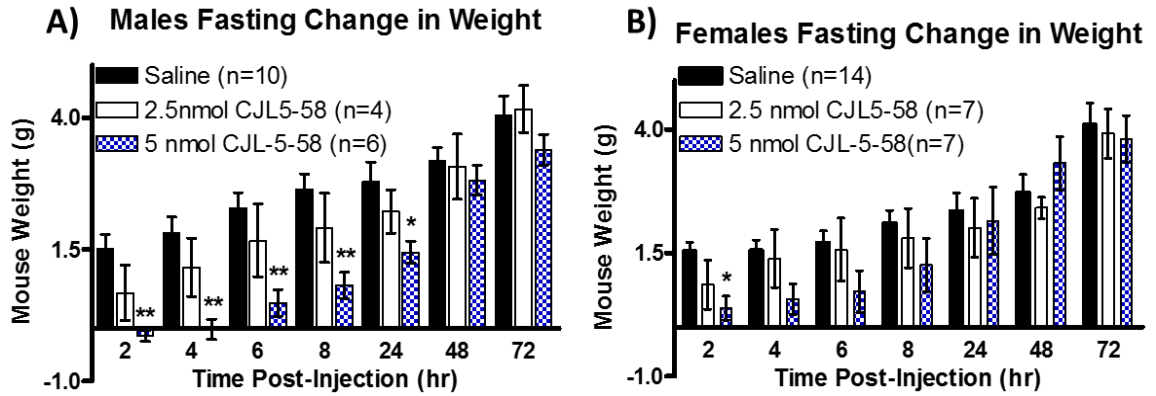 A) Males Fasting Change in Weight
Saline (n=10)
2.5nmol CJL5-58 (n=4)
5 nmol CJL-5-58 (n=6)
Mouse Weight (g)
4.0
1.5
-1.0
** ** ** ** *
2 4 6 8 24 48 72
Time Post-Injection (hr)
B) Females Fasting Change in Weight
Saline (n=14)
2.5 nmol CJL5-58 (n=7)
5 nmol CJL-5-58(n=7)
Mouse Weight (g)
4.0
1.5
-1.0
*
2 4 6 8 24 48 72
Time Post-Injection (hr)